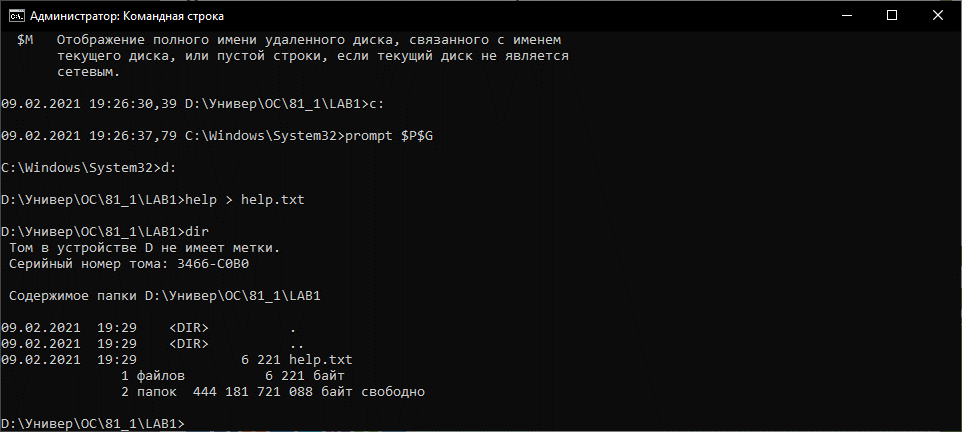 Администратор: Командная строка
$M   Отображение полного имени удаленного диска, связанного с именем
текущего диска, или пустой строки, если текущий диск не является
сетевым.
09.02.2021 19:26:30,39 D:\Универ\ОС\81_1\LAB1>c:
09.02.2021 19:26:37,79 C:\Windows\System32>prompt $P$G
C:\Windows\System32>d:
D:\Универ\ОС\81_1\LAB1>help > help.txt
D:\Универ\ОС\81_1\LAB1>dir
Том в устройстве D не имеет метки.
Серийный номер тома: 3466-C0B0
Содержимое папки D:\Универ\ОС\81_1\LAB1
09.02.2021  19:29    <DIR>          .
09.02.2021  19:29    <DIR>          ..
09.02.2021  19:29             6 221 help.txt
1 файлов          6 221 байт
2 папок  444 181 721 088 байт свободно
D:\Универ\ОС\81_1\LAB1>